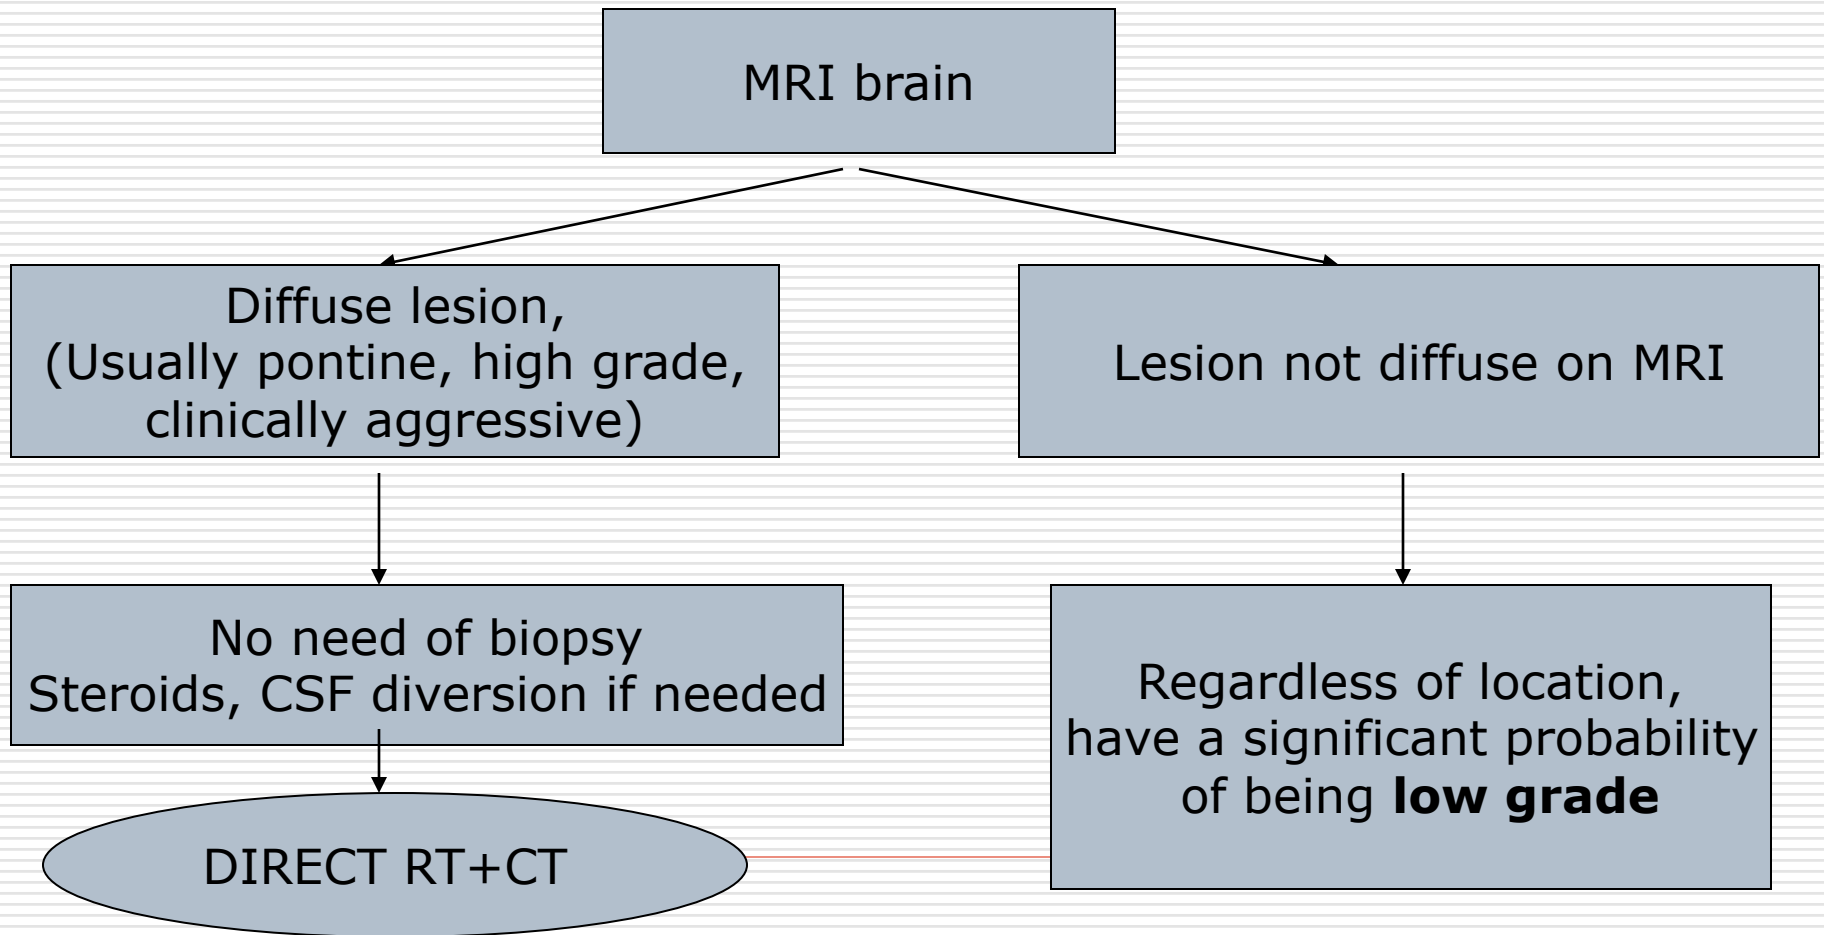 MRI brain
Diffuse lesion,
(Usually pontine, high grade,
clinically aggressive)
Lesion not diffuse on MRI
No need of biopsy
Steroids, CSF diversion if needed
Regardless of location,
have a significant probability
of being low grade
DIRECT RT+CT